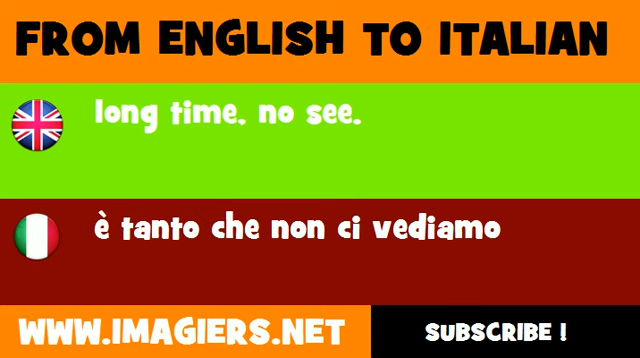 FROM ENGLISH TO ITALIAN
long time, no see.
è tanto che non ci vediamo
WWW.IMAGIERS.NET
SUBSCRIBE !